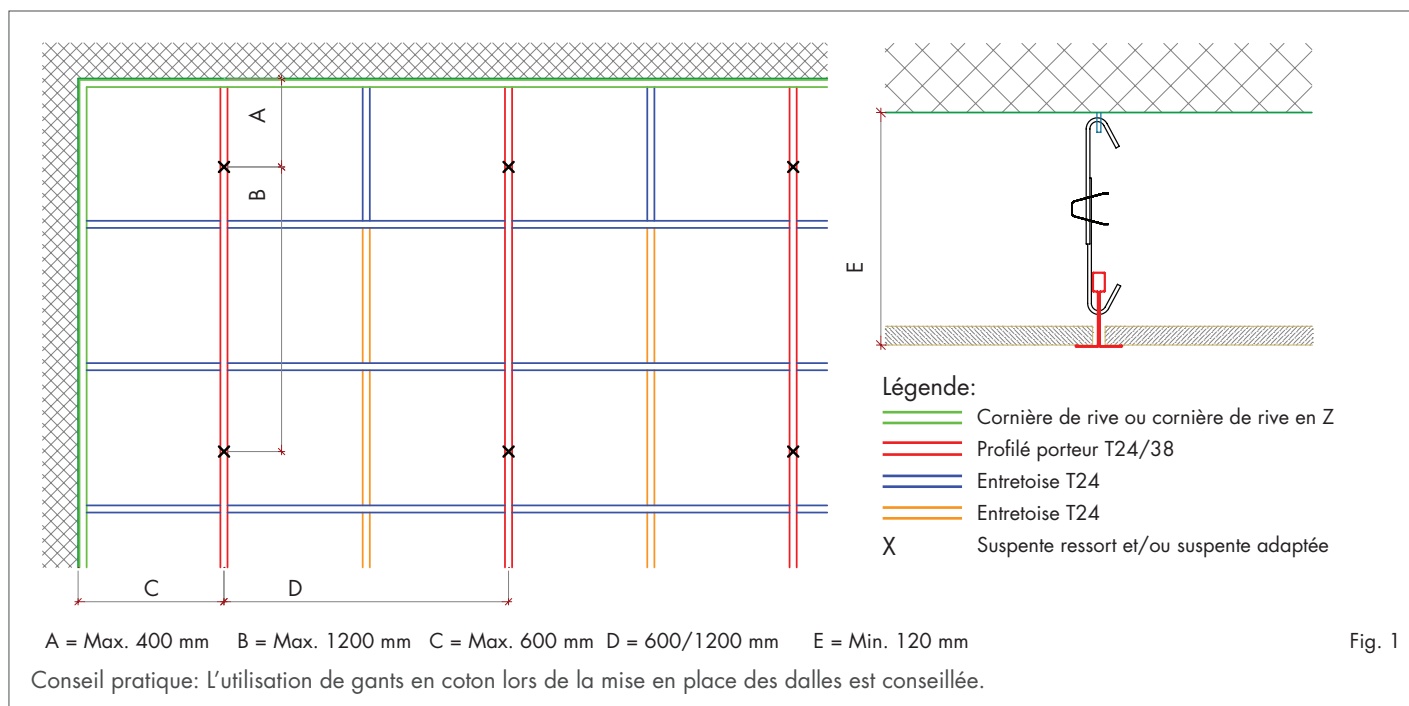 A
B
C
D
E
Légende:
Cornière de rive ou cornière de rive en Z
Profilé porteur T24/38
Entretoise T24
Entretoise T24
X Suspente ressort et/ou suspente adaptée
A = Max. 400 mm B = Max. 1200 mm C = Max. 600 mm D = 600/1200 mm E = Min. 120 mm Fig. 1
Conseil pratique: L'utilisation de gants en coton lors de la mise en place des dalles est conseillée.